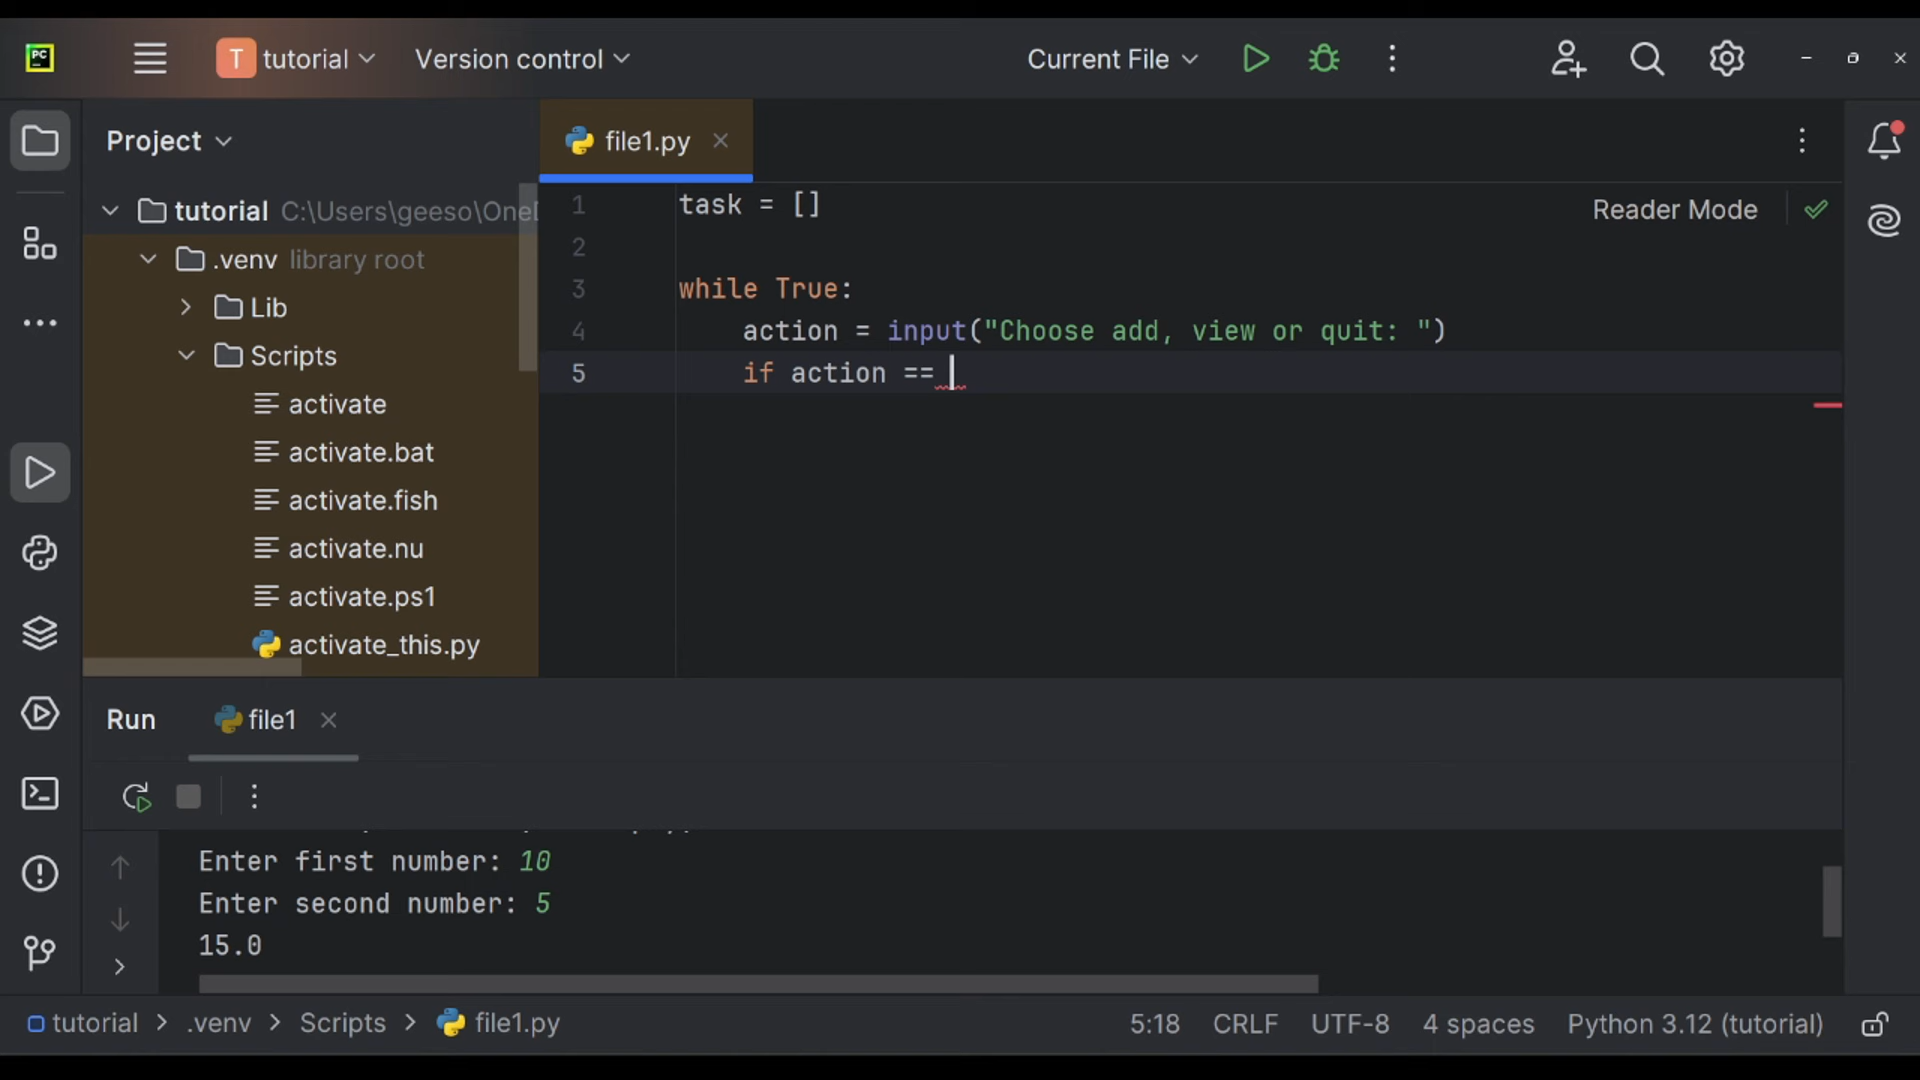 PC
T tutorial
Version control
Current File
Project
file1.py
tutorial C:\Users\geeso\OneD
.venv library root
Lib
Scripts
activate
activate.bat
activate.fish
activate.nu
activate.ps1
activate_this.py
Reader Mode
1 task = []
2
3 while True:
4 action = input("Choose add, view or quit: ")
5 if action ==
Run
file1
Enter first number: 10
Enter second number: 5
15.0
tutorial > .venv > Scripts > file1.py
5:18 CRLF UTF-8 4 spaces Python 3.12 (tutorial)